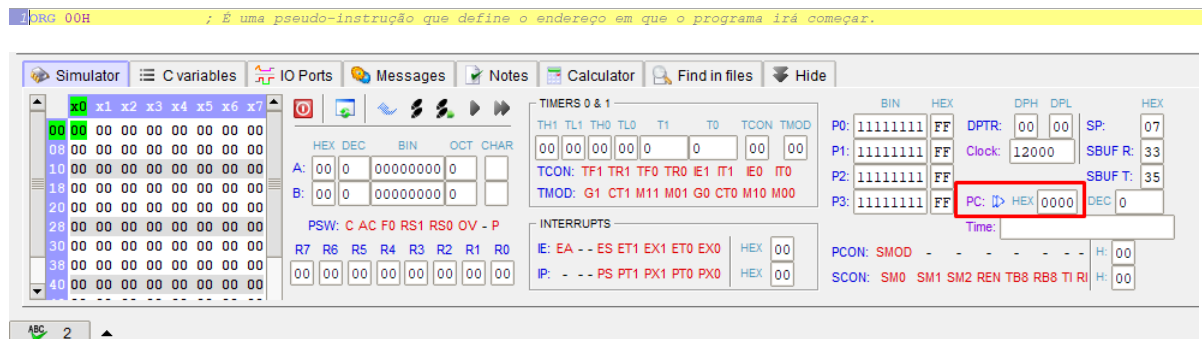 1 ORG 00H ; É uma pseudo-instrução que define o endereço em que o programa irá começar.
Simulator C variables IO Ports Messages Notes Calculator Find in files Hide
x0 x1 x2 x3 x4 x5 x6 x7
00 00 00 00 00 00 00 00 00
08 00 00 00 00 00 00 00 00
10 00 00 00 00 00 00 00 00
18 00 00 00 00 00 00 00 00
20 00 00 00 00 00 00 00 00
28 00 00 00 00 00 00 00 00
30 00 00 00 00 00 00 00 00
38 00 00 00 00 00 00 00 00
40 00 00 00 00 00 00 00 00
HEX DEC BIN OCT CHAR
A: 00 0 00000000 0
B: 00 0 00000000 0
PSW: C AC F0 RS1 RS0 OV - P
R7 R6 R5 R4 R3 R2 R1 R0
00 00 00 00 00 00 00 00
TIMERS 0 & 1
TH1 TL1 TH0 TL0 T1 T0 TCON TMOD
00 00 00 00 0 0 00 00
TCON: TF1 TR1 TF0 TR0 IE1 IT1 IE0 IT0
TMOD: G1 CT1 M11 M01 G0 CT0 M10 M00
INTERRUPTS
IE: EA - - ES ET1 EX1 ET0 EX0 HEX 00
IP: - - - PS PT1 PX1 PT0 PX0 HEX 00
BIN HEX DPH DPL HEX
P0: 11111111 FF DPTR: 00 00 SP: 07
P1: 11111111 FF Clock: 12000 SBUF R: 33
P2: 11111111 FF SBUF T: 35
P3: 11111111 FF PC: HEX 0000 DEC 0
Time:
PCON: SMOD - - - - - - - H: 00
SCON: SM0 SM1 SM2 REN TB8 RB8 TI RI H: 00
ABC 2